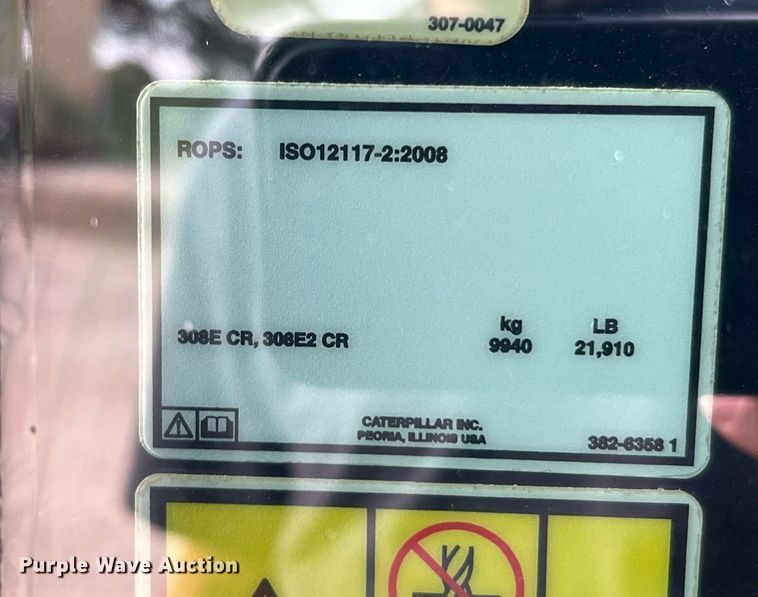 307-0047
ROPS: ISO12117-2:2008
kg LB
308E CR, 308E2 CR 9940 21,910
CATERPILLAR INC.
PEORIA, ILLINOIS USA
382-6356 1
Purple Wave Auction